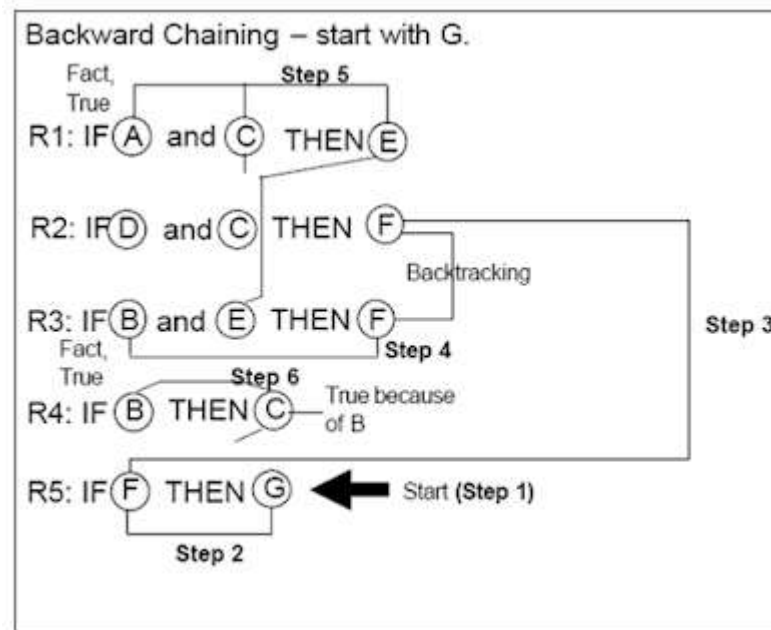 Backward Chaining – start with G.
Fact, True
Step 5
R1: IF A and C THEN E
R2: IF D and C THEN F
Backtracking
Step 3
R3: IF B and E THEN F
Fact, True
Step 4
Step 6
R4: IF B THEN C
True because of B
R5: IF F THEN G
Start (Step 1)
Step 2